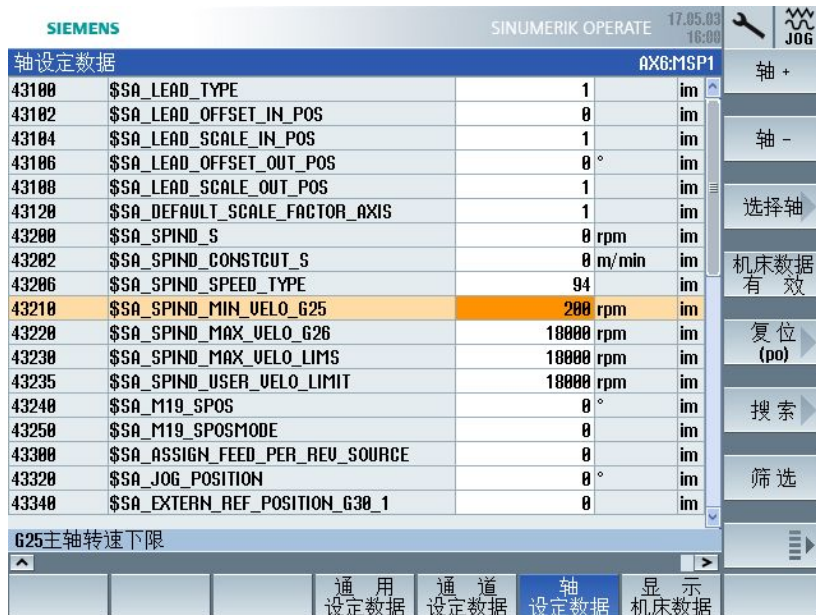 SIEMENS
SINUMERIK OPERATE
17.05.03
16:00
JOG
轴设定数据 AX6:MSP1
43100 $SA_LEAD_TYPE 1 im
43102 $SA_LEAD_OFFSET_IN_POS 0 im
43104 $SA_LEAD_SCALE_IN_POS 1 im
43106 $SA_LEAD_OFFSET_OUT_POS 0 ° im
43108 $SA_LEAD_SCALE_OUT_POS 1 im
43120 $SA_DEFAULT_SCALE_FACTOR_AXIS 1 im
43200 $SA_SPIND_S 0 rpm im
43202 $SA_SPIND_CONSTCUT_S 0 m/min im
43206 $SA_SPIND_SPEED_TYPE 94 im
43210 $SA_SPIND_MIN_VELO_G25 200 rpm im
43220 $SA_SPIND_MAX_VELO_G26 18000 rpm im
43230 $SA_SPIND_MAX_VELO_LIMS 18000 rpm im
43235 $SA_SPIND_USER_VELO_LIMIT 18000 rpm im
43240 $SA_M19_SPOS 0 ° im
43250 $SA_M19_SPOSMODE 0 im
43300 $SA_ASSIGN_FEED_PER_REV_SOURCE 0 im
43320 $SA_JOG_POSITION 0 ° im
43340 $SA_EXTERN_REF_POSITION_G30_1 0 im
G25主轴转速下限
轴 +
轴 -
选择轴
机床数据
有 效
复位
(po)
搜索
筛选
通 用
设定数据
通 道
设定数据
轴
设定数据
显 示
机床数据